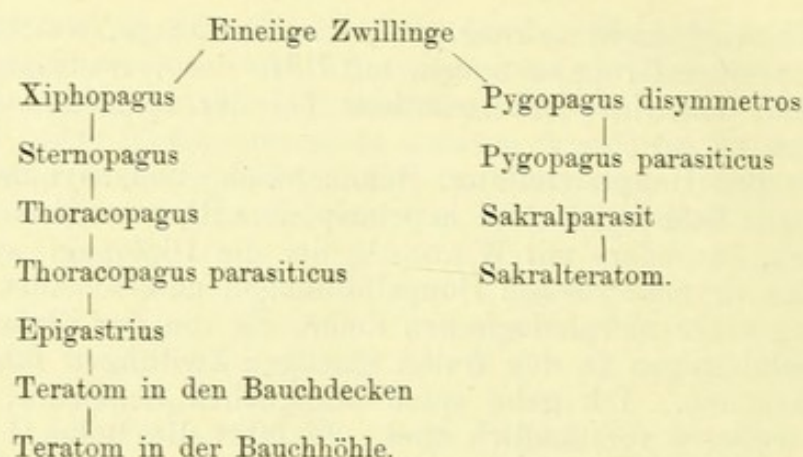 Eineiige Zwillinge
Xiphopagus
Pygopagus disymmetros
Sternopagus
Pygopagus parasiticus
Thoracopagus
Sakralparasit
Thoracopagus parasiticus
Sakralteratom.
Epigastrius
Teratom in den Bauchdecken
Teratom in der Bauchhöhle.